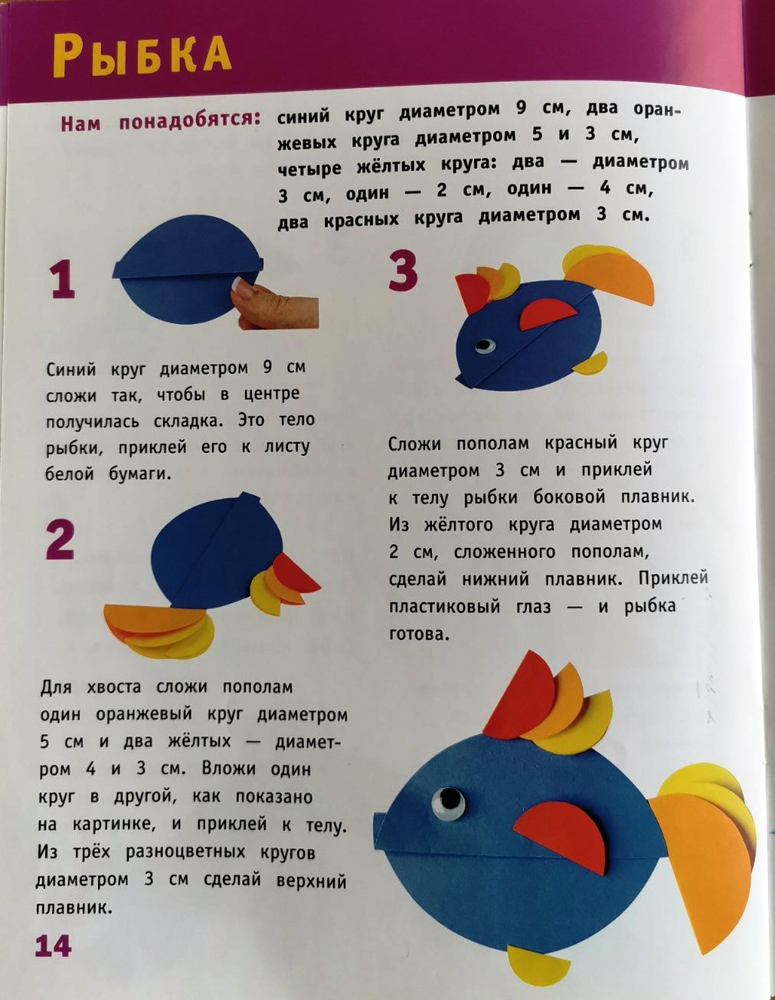 Рыбка
Нам понадобятся: синий круг диаметром 9 см, два оран-
жевых круга диаметром 5 и 3 см,
четыре жёлтых круга: два — диаметром
3 см, один — 2 см, один — 4 см,
два красных круга диаметром 3 см.
1
Синий круг диаметром 9 см
сложи так, чтобы в центре
получилась складка. Это тело
рыбки, приклей его к листу
белой бумаги.
2
Для хвоста сложи пополам
один оранжевый круг диаметром
5 см и два жёлтых — диамет-
ром 4 и 3 см. Вложи один
круг в другой, как показано
на картинке, и приклей к телу.
Из трёх разноцветных кругов
диаметром 3 см сделай верхний
плавник.
3
Сложи пополам красный круг
диаметром 3 см и приклей
к телу рыбки боковой плавник.
Из жёлтого круга диаметром
2 см, сложенного пополам,
сделай нижний плавник. Приклей
пластиковый глаз — и рыбка
готова.
14